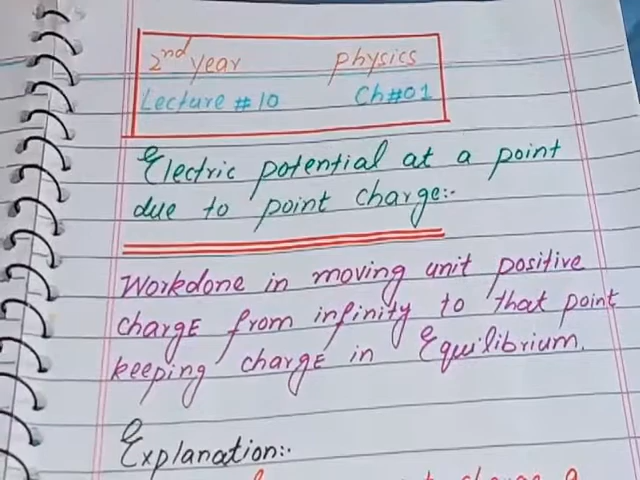 2nd year Physics
Lecture # 10 Ch#01
Electric potential at a point
due to point charge:-
Workdone in moving unit positive
charge from infinity to that point
keeping charge in Equilibrium.
Explanation:-